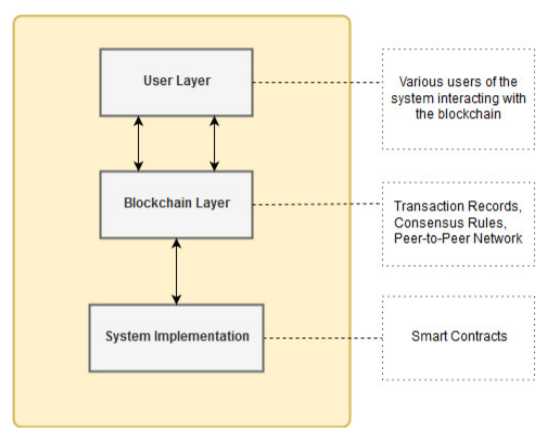 User Layer
Various users of the
system interacting with
the blockchain
Blockchain Layer
Transaction Records,
Consensus Rules,
Peer-to-Peer Network
System Implementation
Smart Contracts